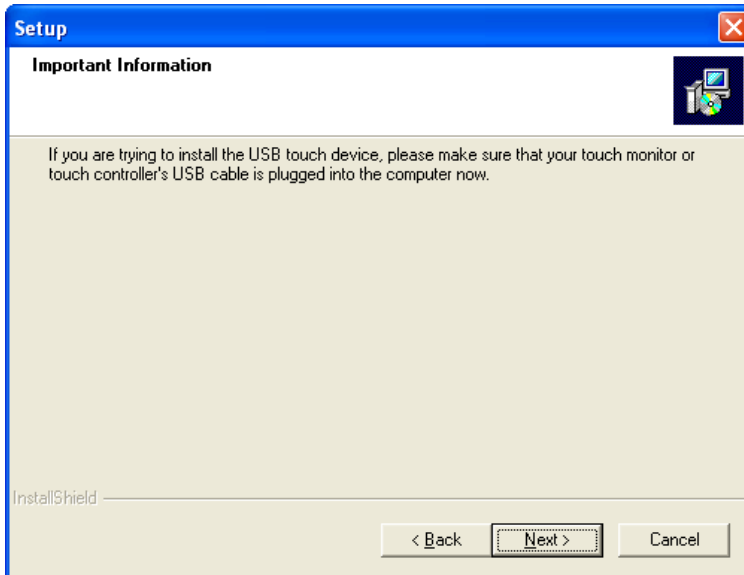 Setup
Important Information
If you are trying to install the USB touch device, please make sure that your touch monitor or
touch controller's USB cable is plugged into the computer now.
InstallShield
< Back
Next >
Cancel